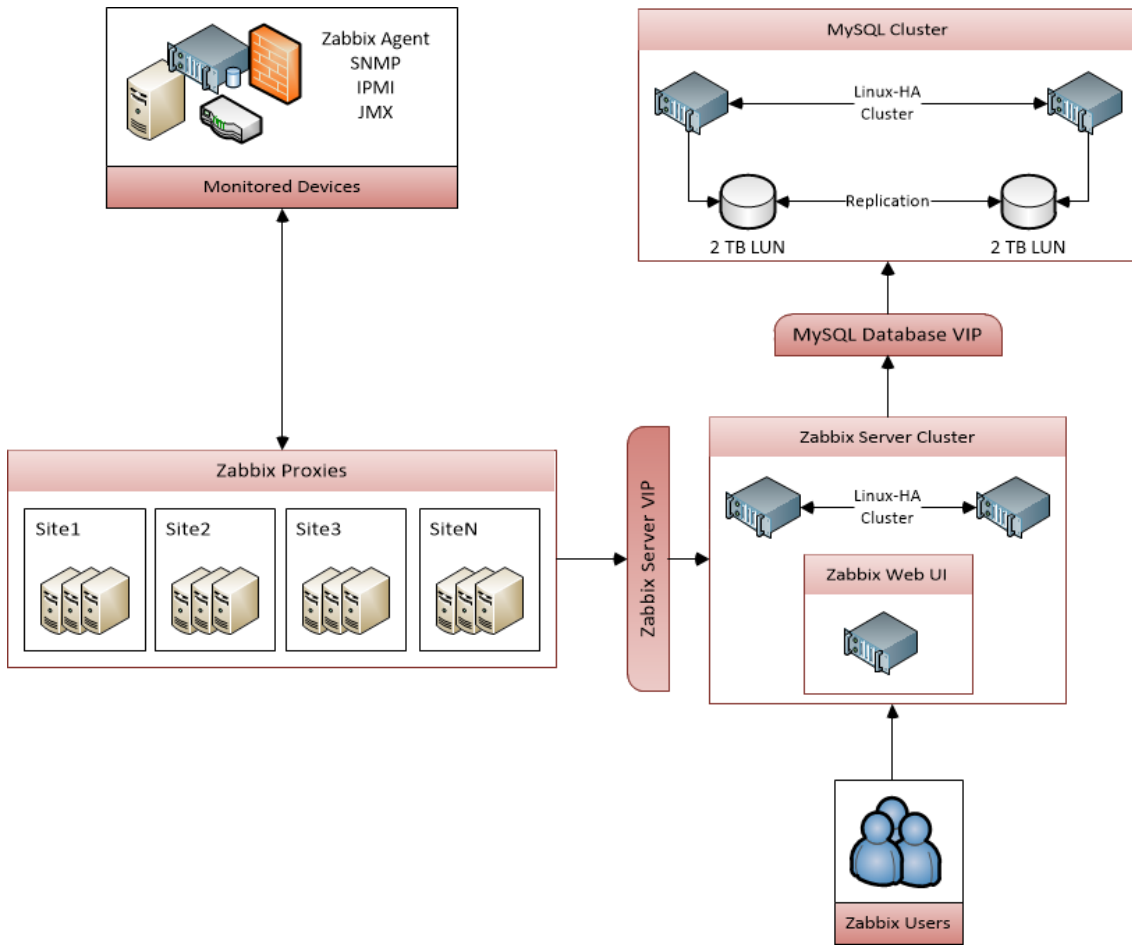 Zabbix Agent
SNMP
IPMI
JMX
Monitored Devices
MySQL Cluster
Linux-HA
Cluster
Replication
2 TB LUN
2 TB LUN
MySQL Database VIP
Zabbix Proxies
Site1
Site2
Site3
SiteN
Zabbix Server VIP
Zabbix Server Cluster
Linux-HA
Cluster
Zabbix Web UI
Zabbix Users